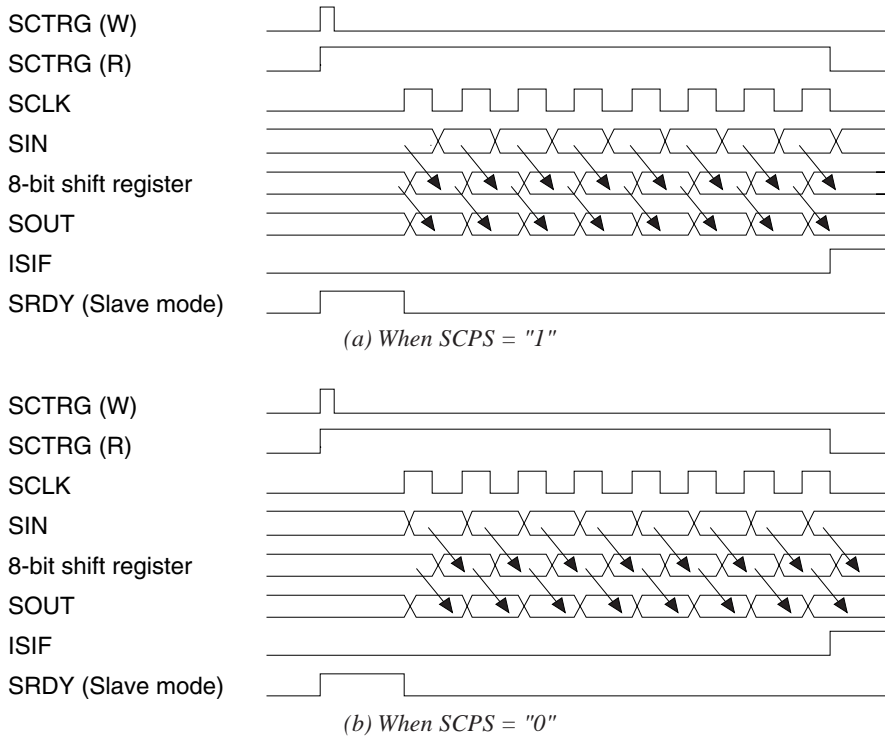 SCTRG (W)
SCTRG (R)
SCLK
SIN
8-bit shift register
SOUT
ISIF
SRDY (Slave mode)
(a) When SCPS = "1"
SCTRG (W)
SCTRG (R)
SCLK
SIN
8-bit shift register
SOUT
ISIF
SRDY (Slave mode)
(b) When SCPS = "0"